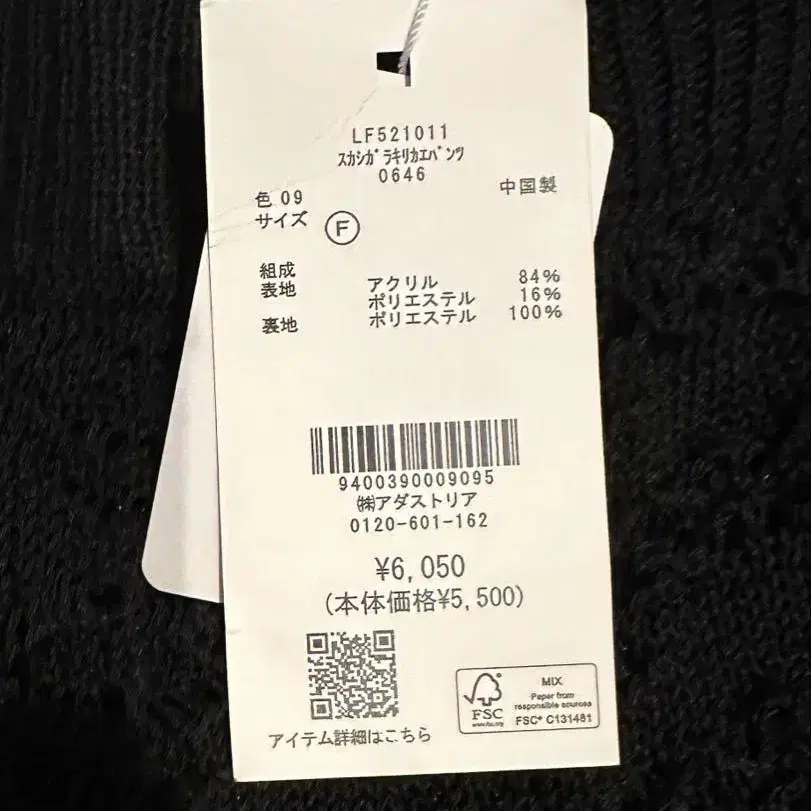 LF521011
スカシガラキリカエパンツ
0646
色 09
中国製
サイズ F
組成
表地 アクリル 84%
ポリエステル 16%
裏地 ポリエステル 100%
9400390009095
㈱アダストリア
0120-601-162
¥6,050
(本体価格¥5,500)
アイテム詳細はこちら
FSC
www.fsc.org
MIX
Paper from
responsible sources
FSC® C131481